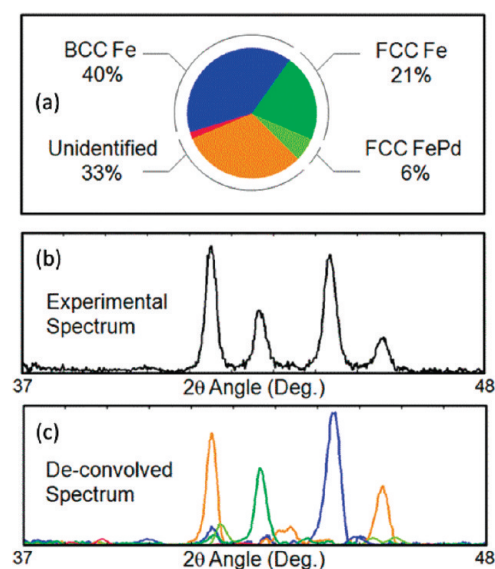 BCC Fe
40%
FCC Fe
21%
(a)
Unidentified
33%
FCC FePd
6%
(b)
Experimental
Spectrum
37
2θ Angle (Deg.)
48
(c)
De-convolved
Spectrum
37
2θ Angle (Deg.)
48